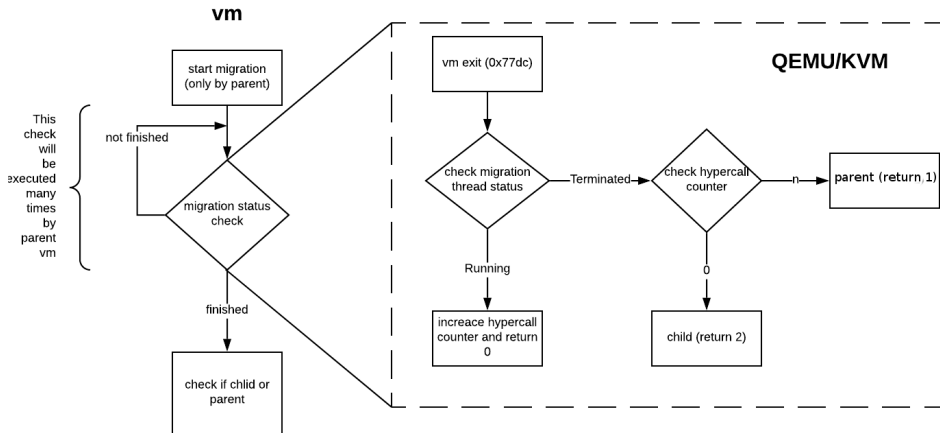 vm
start migration
(only by parent)
This
check
will
be
executed
many
times
by
parent
vm
not finished
migration status
check
finished
check if chlid or
parent
QEMU/KVM
vm exit (0x77dc)
check migration
thread status
Terminated
check hypercall
counter
n
parent (return 1)
Running
0
increace hypercall
counter and return
0
child (return 2)